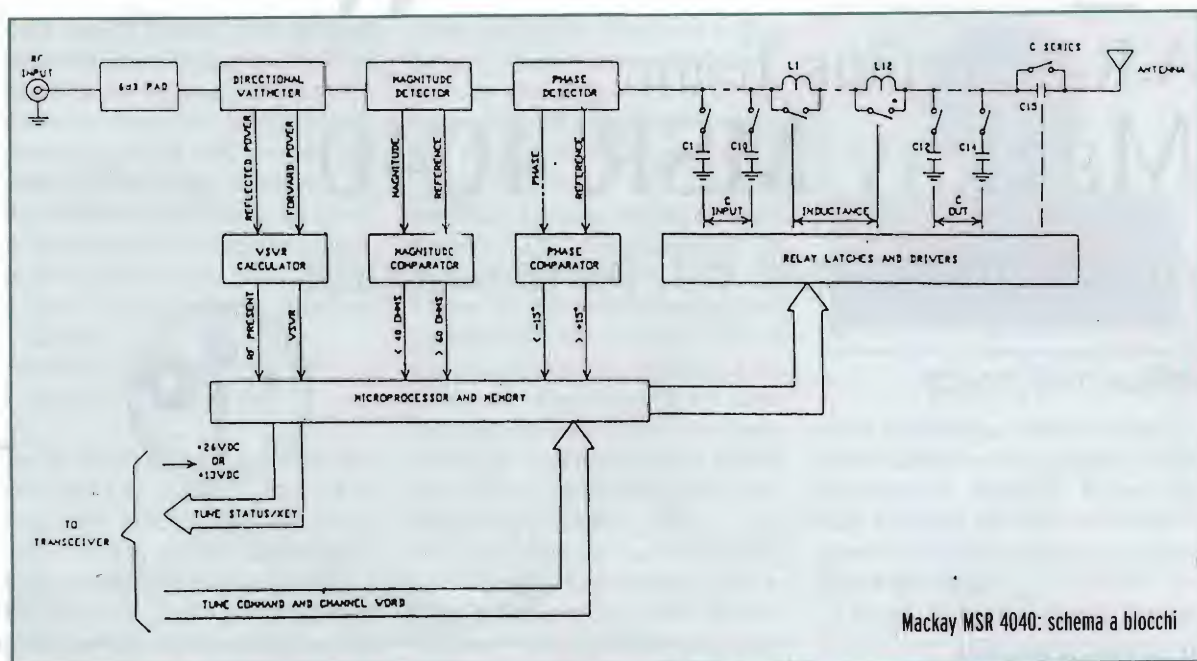 RF
INPUT
6dB PAD
DIRECTIONAL
WATTMETER
MAGNITUDE
DETECTOR
PHASE
DETECTOR
L1
L12
C SERIES
ANTENNA
C15
C1
C10
C12
C14
REFLECTED POWER
FORWARD POWER
MAGNITUDE
REFERENCE
PHASE
REFERENCE
C
INPUT
INDUCTANCE
C
OUT
VSWR
CALCULATOR
MAGNITUDE
COMPARATOR
PHASE
COMPARATOR
RELAY LATCHES AND DRIVERS
RF PRESENT
VSWR
< 40 OHMS
> 60 OHMS
< -15°
> +15°
MICROPROCESSOR AND MEMORY
+26VDC
OR
+13VDC
TUNE STATUS/KEY
TO
TRANSCEIVER
TUNE COMMAND AND CHANNEL WORD
Mackay MSR 4040: schema a blocchi